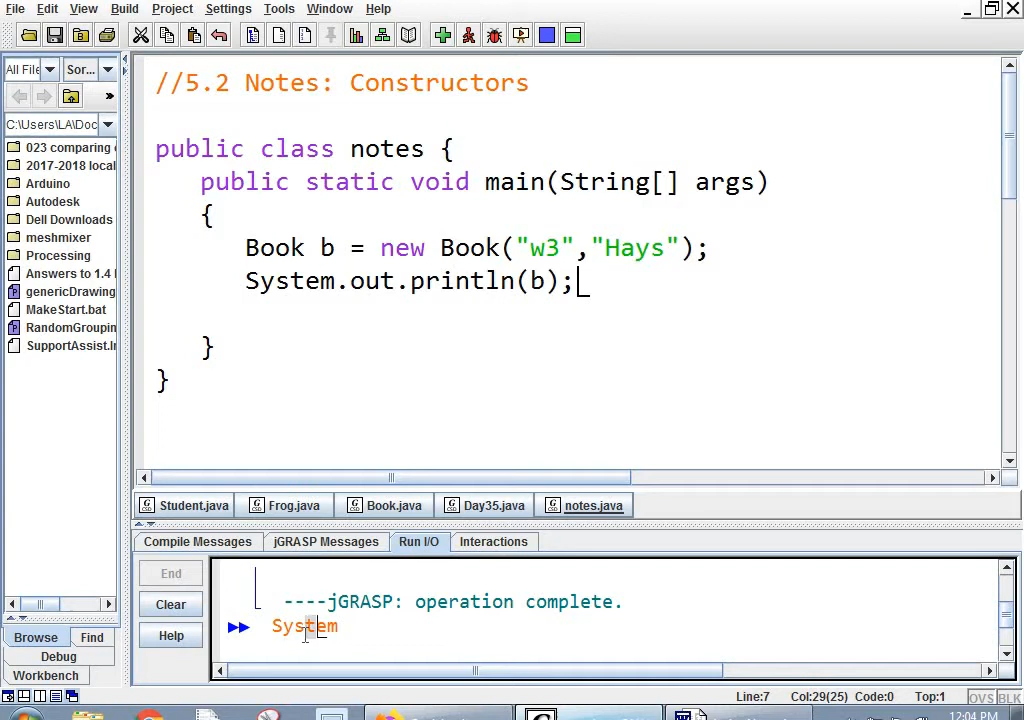 File Edit View Build Project Settings Tools Window Help
All File Sor...
C:\Users\LA\Doc
023 comparing
2017-2018 local
Arduino
Autodesk
Dell Downloads
meshmixer
Processing
Answers to 1.4
genericDrawing
MakeStart.bat
RandomGroupin
SupportAssist.In
Browse Find
Debug
Workbench
//5.2 Notes: Constructors
public class notes {
public static void main(String[] args)
{
Book b = new Book("w3","Hays");
System.out.println(b);
}
}
Student.java Frog.java Book.java Day35.java notes.java
Compile Messages jGRASP Messages Run I/O Interactions
End
Clear
Help
----jGRASP: operation complete.
System
Line:7 Col:29(25) Code:0 Top:1 OVS BLK
12:04 PM